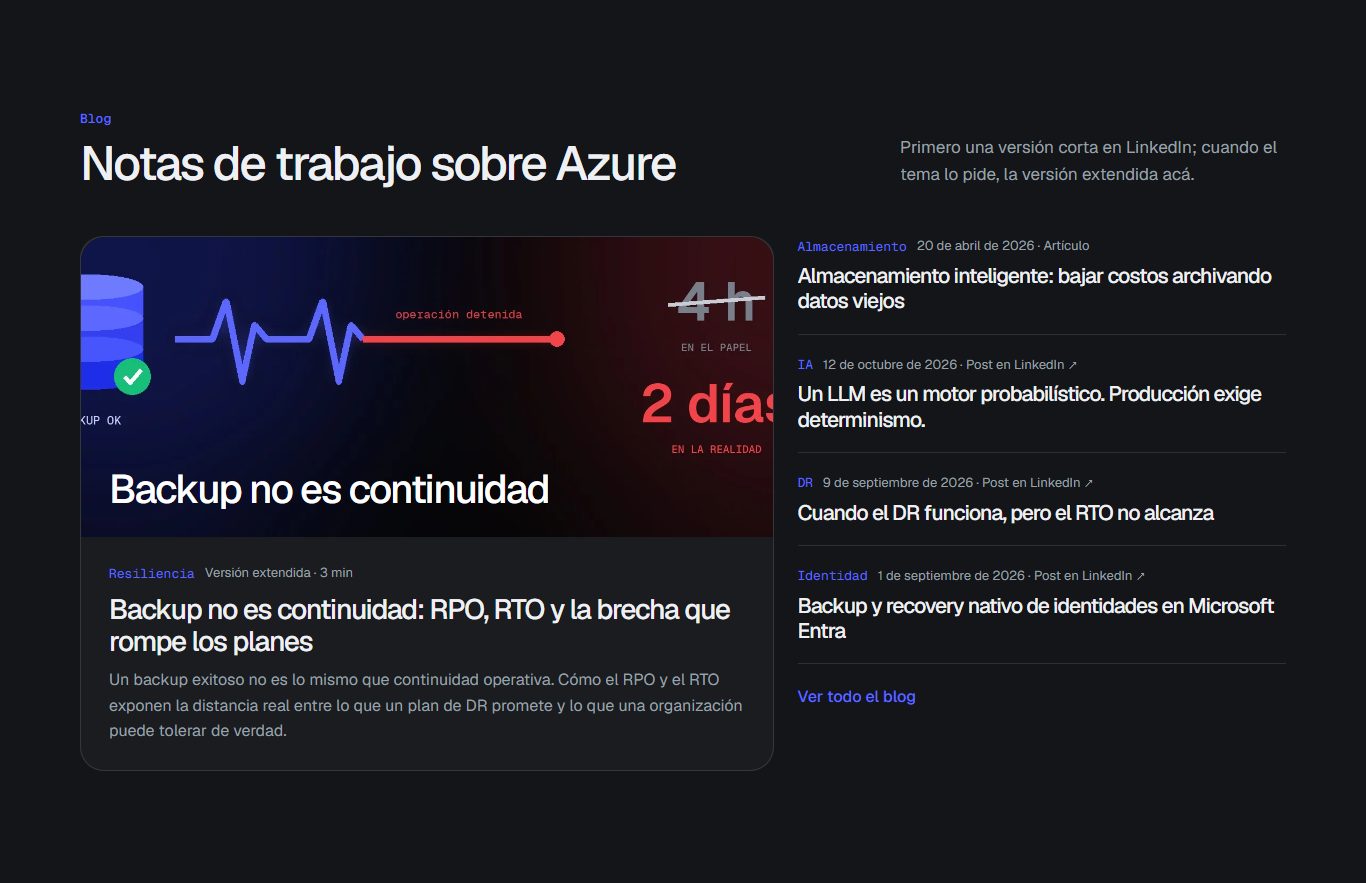 Blog
Notas de trabajo sobre Azure
Primero una versión corta en LinkedIn; cuando el
tema lo pide, la versión extendida acá.
operación detenida
4 h
EN EL PAPEL
2 días
EN LA REALIDAD
KUP OK
Backup no es continuidad
Resiliencia Versión extendida · 3 min
Backup no es continuidad: RPO, RTO y la brecha que
rompe los planes
Un backup exitoso no es lo mismo que continuidad operativa. Cómo el RPO y el RTO
exponen la distancia real entre lo que un plan de DR promete y lo que una organización
puede tolerar de verdad.
Almacenamiento 20 de abril de 2026 · Artículo
Almacenamiento inteligente: bajar costos archivando
datos viejos
IA 12 de octubre de 2026 · Post en LinkedIn ↗
Un LLM es un motor probabilístico. Producción exige
determinismo.
DR 9 de septiembre de 2026 · Post en LinkedIn ↗
Cuando el DR funciona, pero el RTO no alcanza
Identidad 1 de septiembre de 2026 · Post en LinkedIn ↗
Backup y recovery nativo de identidades en Microsoft
Entra
Ver todo el blog